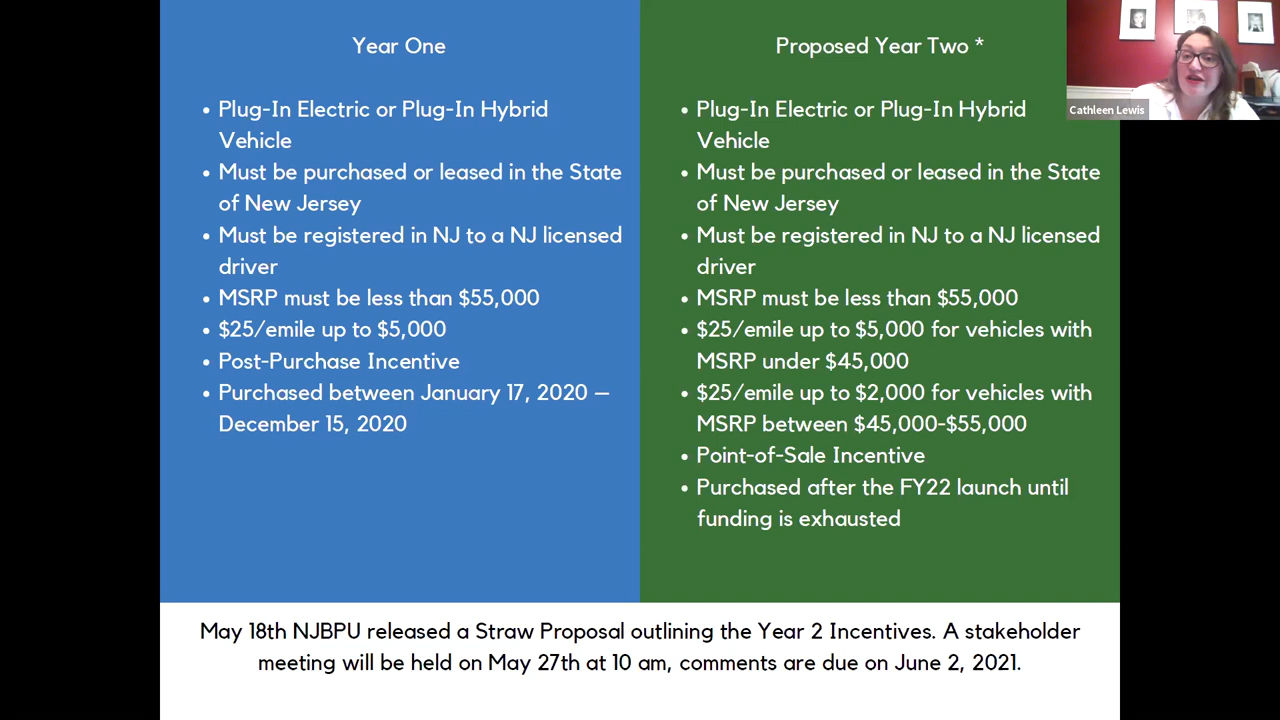 Year One
• Plug-In Electric or Plug-In Hybrid
Vehicle
• Must be purchased or leased in the State
of New Jersey
• Must be registered in NJ to a NJ licensed
driver
• MSRP must be less than $55,000
• $25/emile up to $5,000
• Post-Purchase Incentive
• Purchased between January 17, 2020 –
December 15, 2020
Proposed Year Two *
• Plug-In Electric or Plug-In Hybrid
Vehicle
• Must be purchased or leased in the State
of New Jersey
• Must be registered in NJ to a NJ licensed
driver
• MSRP must be less than $55,000
• $25/emile up to $5,000 for vehicles with
MSRP under $45,000
• $25/emile up to $2,000 for vehicles with
MSRP between $45,000-$55,000
• Point-of-Sale Incentive
• Purchased after the FY22 launch until
funding is exhausted
May 18th NJBPU released a Straw Proposal outlining the Year 2 Incentives. A stakeholder
meeting will be held on May 27th at 10 am, comments are due on June 2, 2021.
Cathleen Lewis